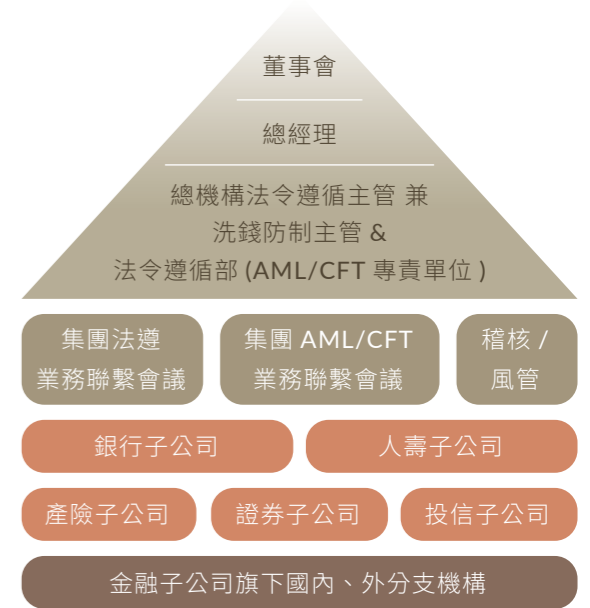 董事會
總經理
總機構法令遵循主管 兼
洗錢防制主管 &
法令遵循部 (AML/CFT 專責單位 )
集團法遵
業務聯繫會議
集團 AML/CFT
業務聯繫會議
稽核 /
風管
銀行子公司
人壽子公司
產險子公司
證券子公司
投信子公司
金融子公司旗下國內、外分支機構